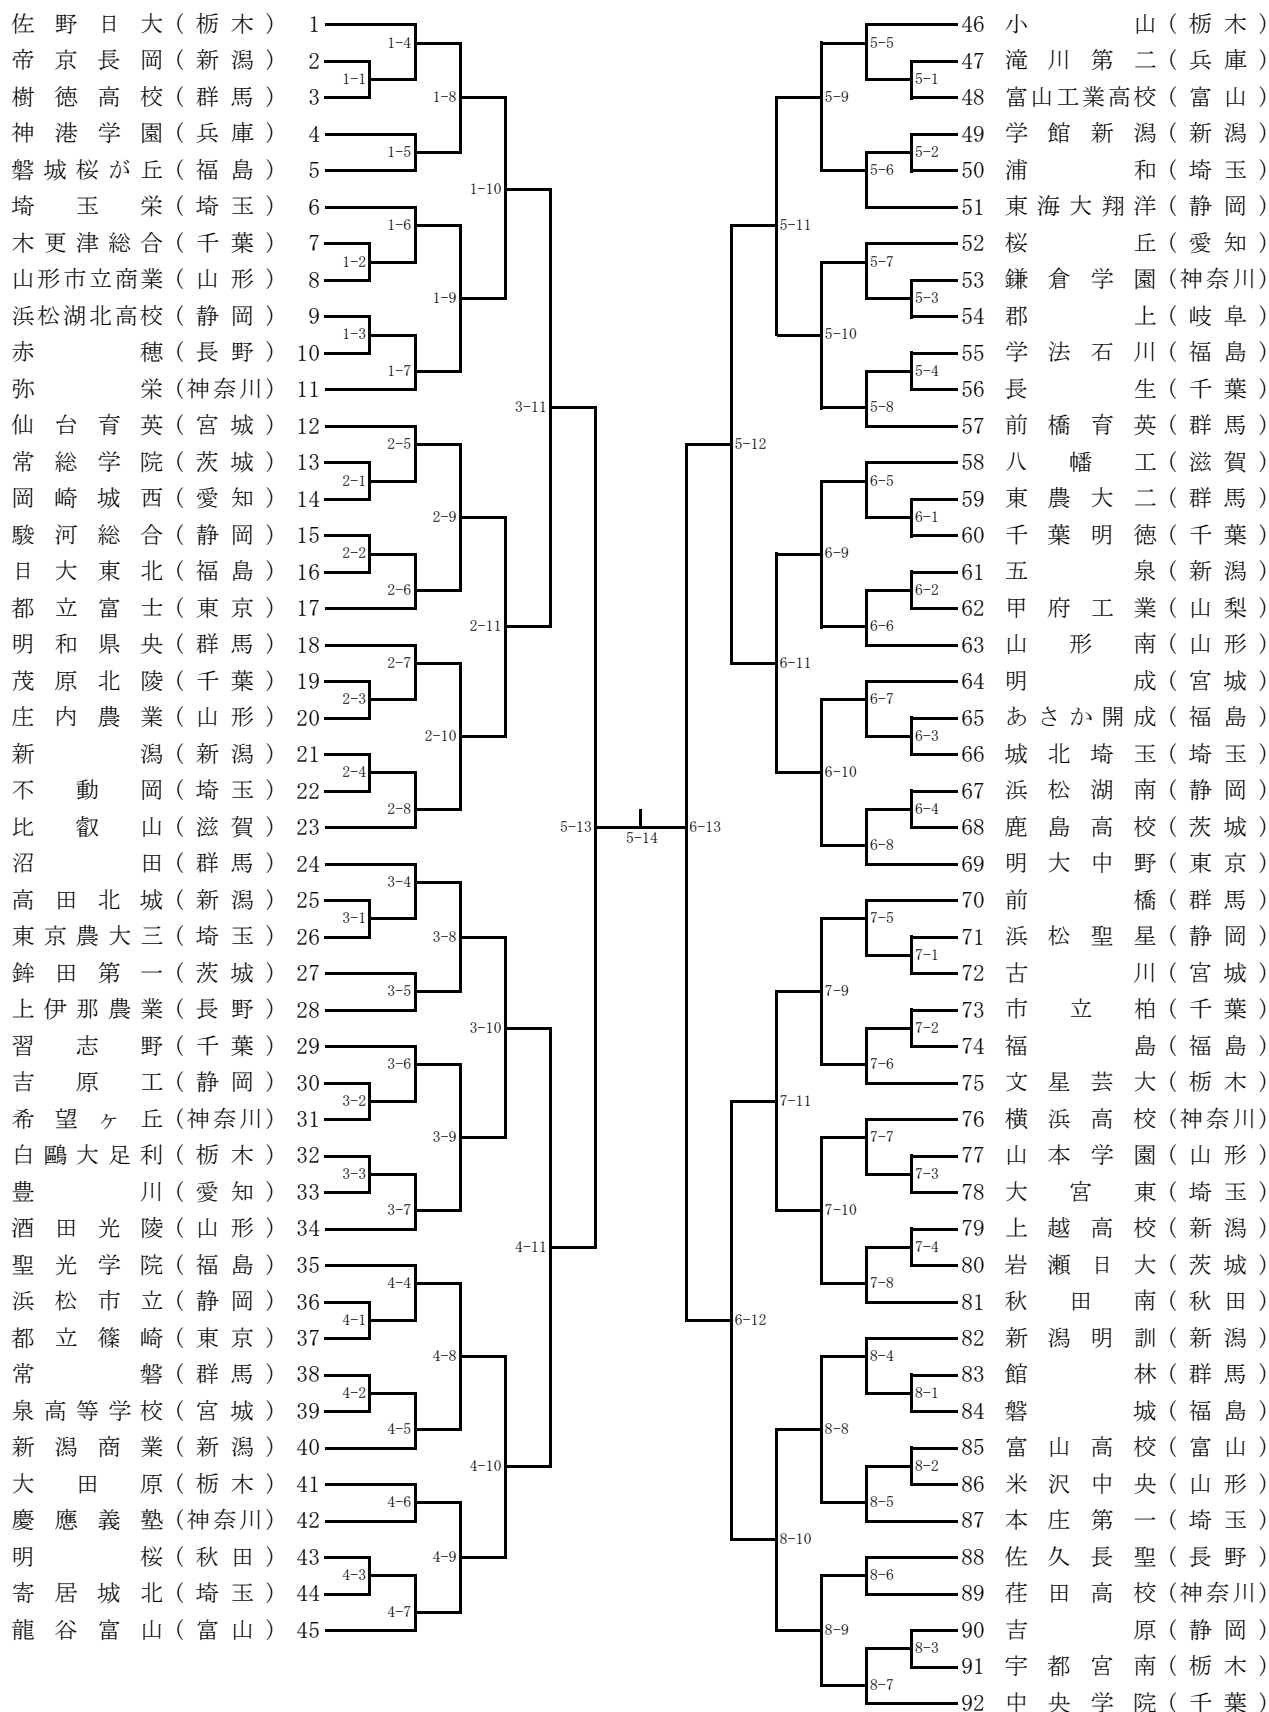 佐野日大(栃木) 1
帝京長岡(新潟) 2
樹徳高校(群馬) 3
神港学園(兵庫) 4
磐城桜が丘(福島) 5
埼玉栄(埼玉) 6
木更津総合(千葉) 7
山形市立商業(山形) 8
浜松湖北高校(静岡) 9
赤穂(長野) 10
弥栄(神奈川) 11
仙台育英(宮城) 12
常総学院(茨城) 13
岡崎城西(愛知) 14
駿河総合(静岡) 15
日大東北(福島) 16
都立富士(東京) 17
明和県央(群馬) 18
茂原北陵(千葉) 19
庄内農業(山形) 20
新潟(新潟) 21
不動岡(埼玉) 22
比叡山(滋賀) 23
沼田(群馬) 24
高田北城(新潟) 25
東京農大三(埼玉) 26
鉾田第一(茨城) 27
上伊那農業(長野) 28
習志野(千葉) 29
吉原工(静岡) 30
希望ヶ丘(神奈川) 31
白鷗大足利(栃木) 32
豊川(愛知) 33
酒田光陵(山形) 34
聖光学院(福島) 35
浜松市立(静岡) 36
都立篠崎(東京) 37
常磐(群馬) 38
泉高等学校(宮城) 39
新潟商業(新潟) 40
大田原(栃木) 41
慶應義塾(神奈川) 42
明桜(秋田) 43
寄居城北(埼玉) 44
龍谷富山(富山) 45
1-4
1-1
1-8
1-5
1-10
1-6
1-2
1-9
1-3
1-7
3-11
2-5
2-1
2-9
2-2
2-6
2-11
2-7
2-3
2-10
2-4
2-8
5-13
3-4
3-1
3-8
3-5
3-10
3-6
3-2
3-9
3-3
3-7
4-11
4-4
4-1
4-8
4-2
4-5
4-10
4-6
4-9
4-3
4-7
5-14
6-13
5-5
5-1
5-9
5-2
5-6
5-11
5-7
5-3
5-10
5-4
5-8
5-12
6-5
6-1
6-9
6-2
6-6
6-11
6-7
6-3
6-10
6-4
6-8
7-5
7-1
7-9
7-2
7-6
7-11
7-7
7-3
7-10
7-4
7-8
6-12
8-4
8-1
8-8
8-2
8-5
8-10
8-6
8-9
8-3
8-7
46 小山(栃木)
47 滝川第二(兵庫)
48 富山工業高校(富山)
49 学館新潟(新潟)
50 浦和(埼玉)
51 東海大翔洋(静岡)
52 桜丘(愛知)
53 鎌倉学園(神奈川)
54 郡上(岐阜)
55 学法石川(福島)
56 長生(千葉)
57 前橋育英(群馬)
58 八幡工(滋賀)
59 東農大二(群馬)
60 千葉明徳(千葉)
61 五泉(新潟)
62 甲府工業(山梨)
63 山形南(山形)
64 明成(宮城)
65 あさか開成(福島)
66 城北埼玉(埼玉)
67 浜松湖南(静岡)
68 鹿島高校(茨城)
69 明大中野(東京)
70 前橋(群馬)
71 浜松聖星(静岡)
72 古川(宮城)
73 市立柏(千葉)
74 福島(福島)
75 文星芸大(栃木)
76 横浜高校(神奈川)
77 山本学園(山形)
78 大宮東(埼玉)
79 上越高校(新潟)
80 岩瀬日大(茨城)
81 秋田南(秋田)
82 新潟明訓(新潟)
83 館林(群馬)
84 磐城(福島)
85 富山高校(富山)
86 米沢中央(山形)
87 本庄第一(埼玉)
88 佐久長聖(長野)
89 荏田高校(神奈川)
90 吉原(静岡)
91 宇都宮南(栃木)
92 中央学院(千葉)